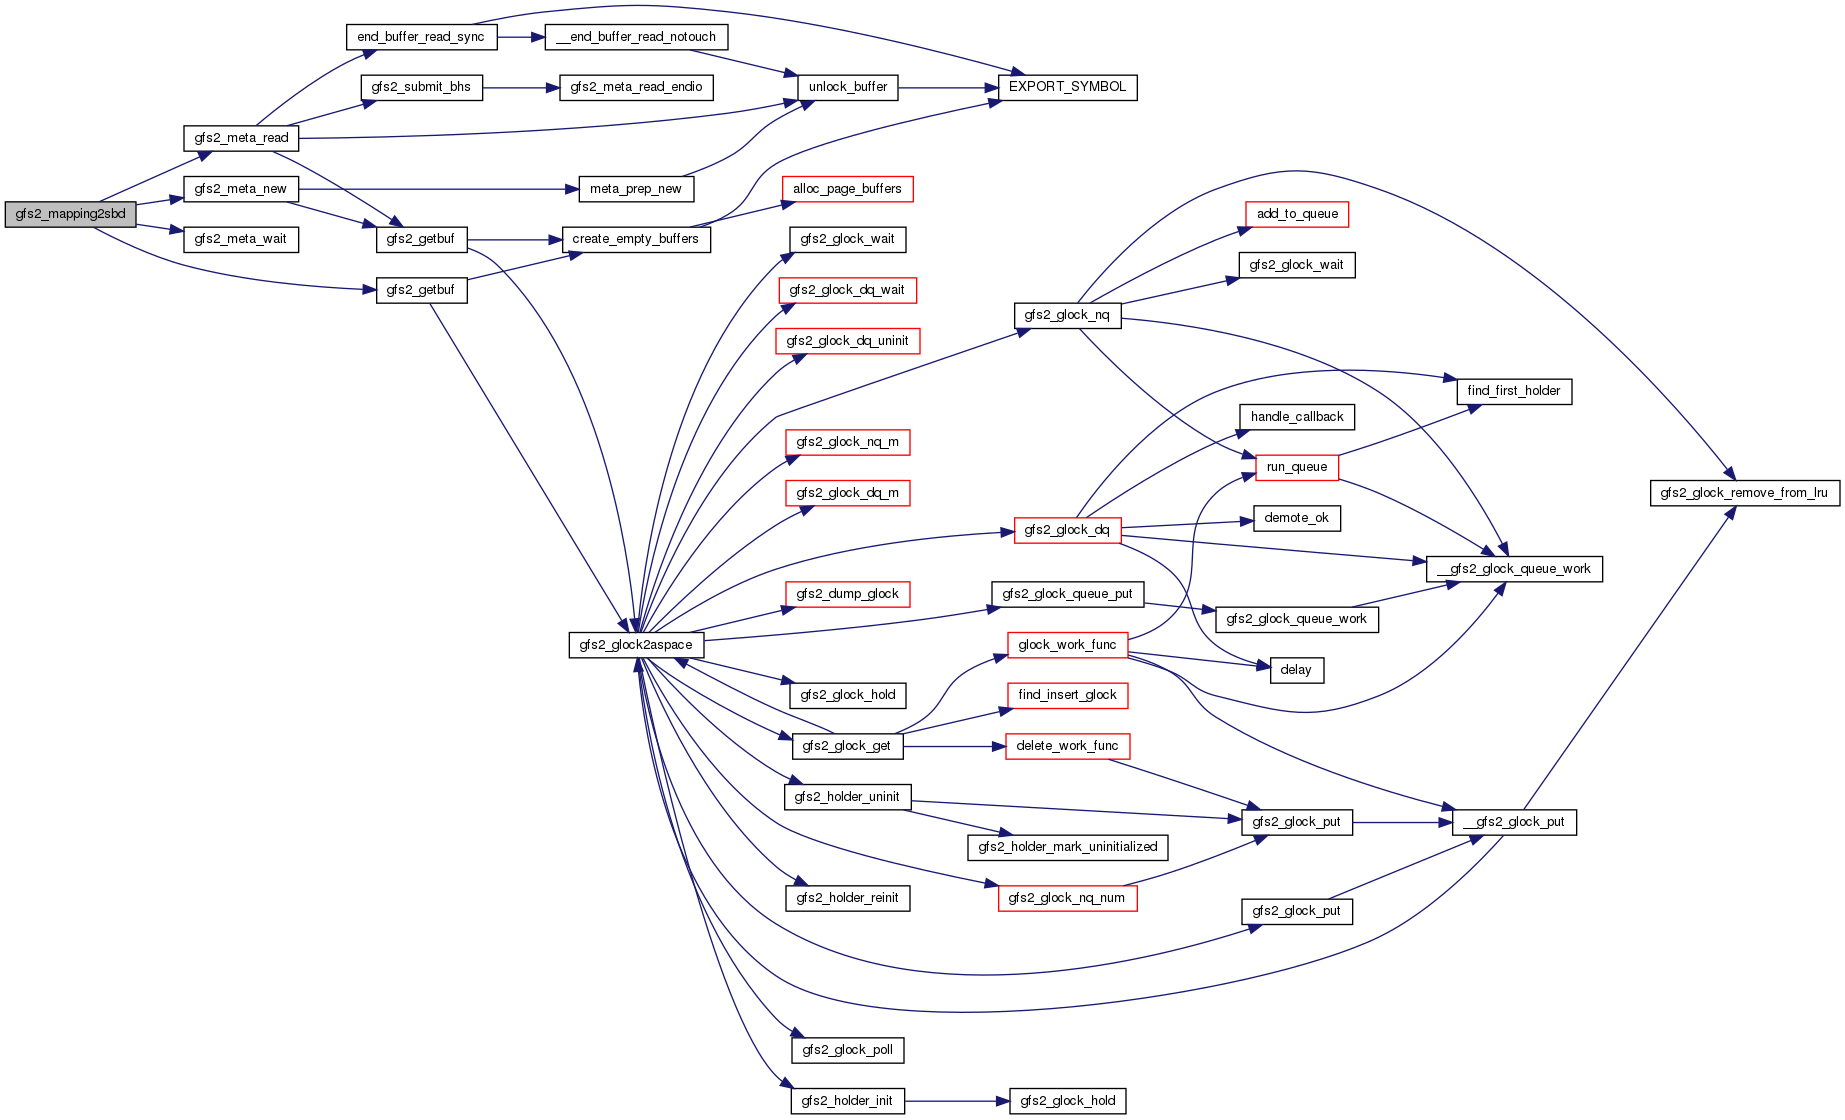 end_buffer_read_sync
__end_buffer_read_notouch
gfs2_submit_bhs
gfs2_meta_read_endio
unlock_buffer
EXPORT_SYMBOL
gfs2_meta_read
gfs2_meta_new
meta_prep_new
alloc_page_buffers
gfs2_mapping2sbd
gfs2_meta_wait
gfs2_getbuf
create_empty_buffers
gfs2_glock_wait
add_to_queue
gfs2_glock_wait
gfs2_getbuf
gfs2_glock_dq_wait
gfs2_glock_nq
gfs2_glock_dq_uninit
find_first_holder
handle_callback
gfs2_glock_nq_m
run_queue
gfs2_glock_dq_m
gfs2_glock_remove_from_lru
gfs2_glock_dq
demote_ok
__gfs2_glock_queue_work
gfs2_dump_glock
gfs2_glock_queue_put
gfs2_glock_queue_work
gfs2_glock2aspace
glock_work_func
delay
gfs2_glock_hold
find_insert_glock
gfs2_glock_get
delete_work_func
gfs2_holder_uninit
gfs2_glock_put
__gfs2_glock_put
gfs2_holder_mark_uninitialized
gfs2_holder_reinit
gfs2_glock_nq_num
gfs2_glock_put
gfs2_glock_poll
gfs2_holder_init
gfs2_glock_hold